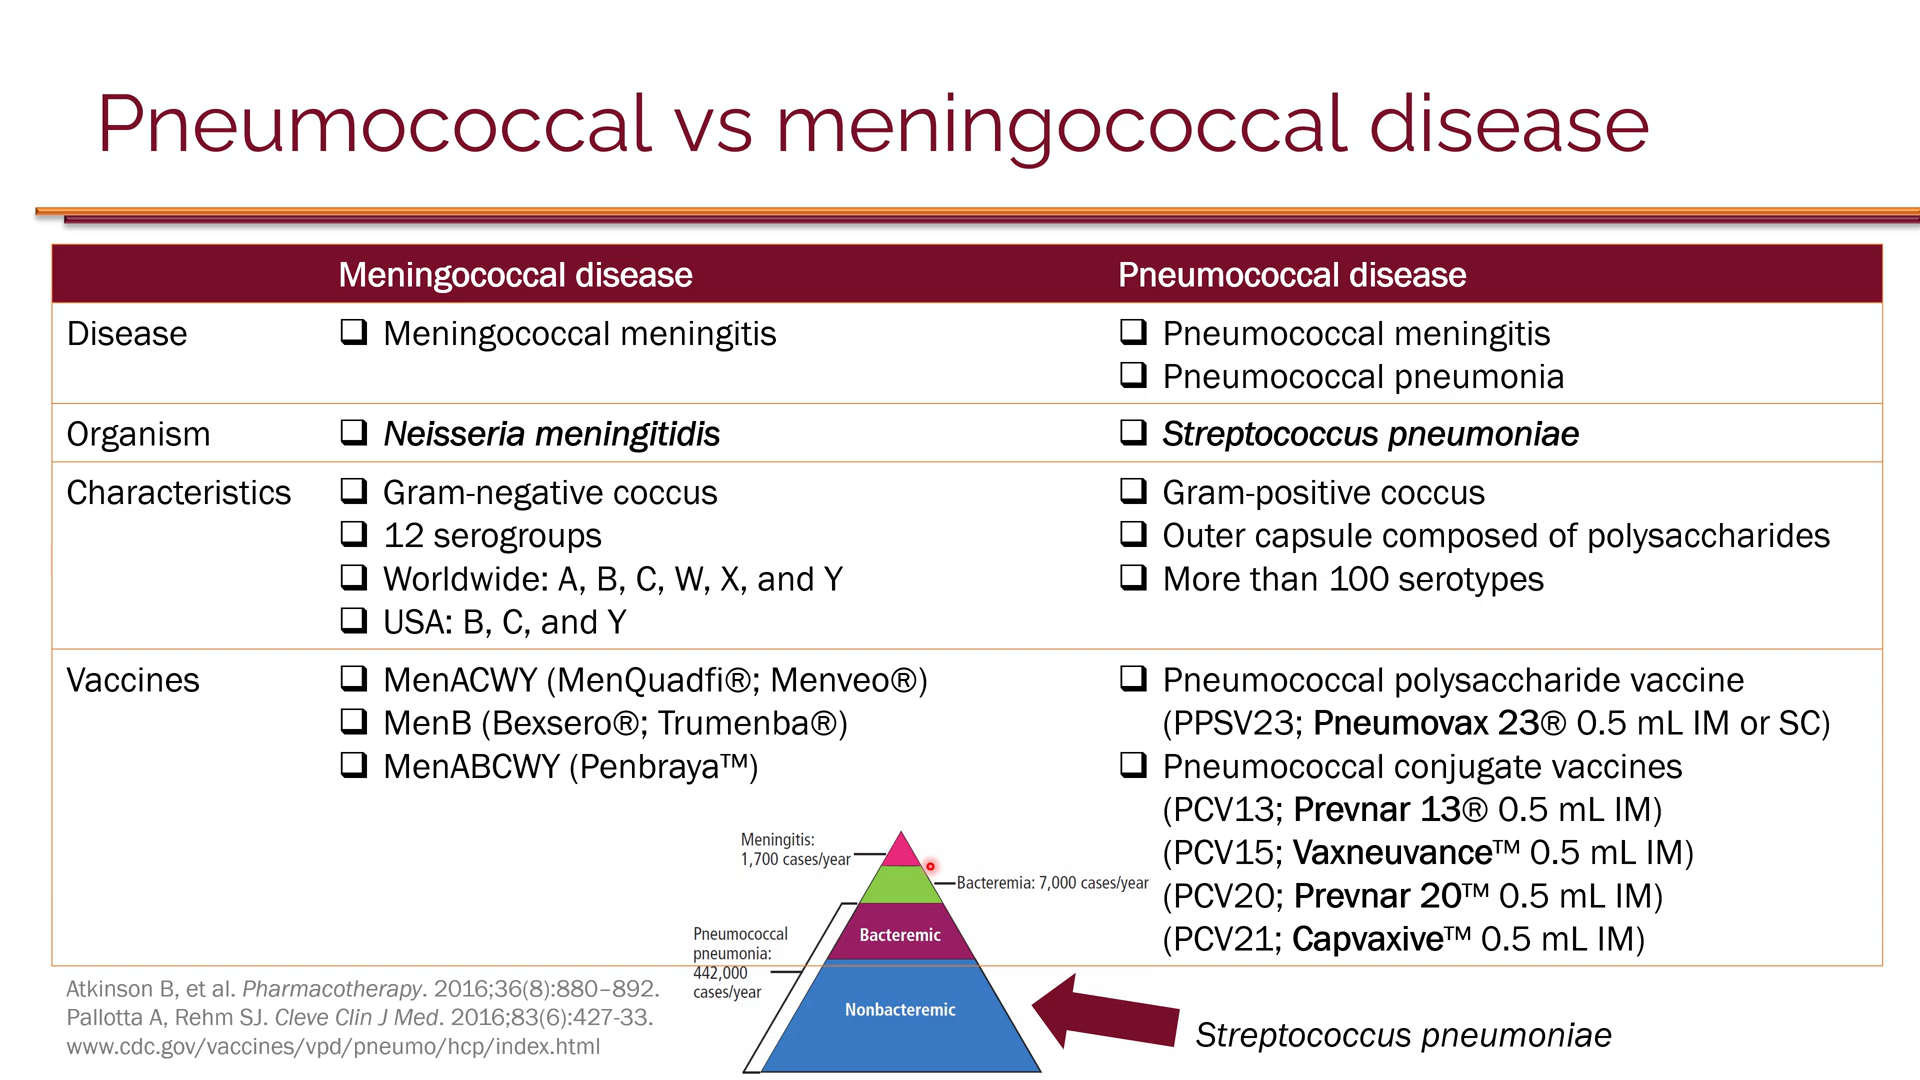 Pneumococcal vs meningococcal disease
Meningococcal disease
Pneumococcal disease
Disease
❑ Meningococcal meningitis
❑ Pneumococcal meningitis
❑ Pneumococcal pneumonia
Organism
❑ Neisseria meningitidis
❑ Streptococcus pneumoniae
Characteristics
❑ Gram-negative coccus
❑ 12 serogroups
❑ Worldwide: A, B, C, W, X, and Y
❑ USA: B, C, and Y
❑ Gram-positive coccus
❑ Outer capsule composed of polysaccharides
❑ More than 100 serotypes
Vaccines
❑ MenACWY (MenQuadfi®; Menveo®)
❑ MenB (Bexsero®; Trumenba®)
❑ MenABCWY (Penbraya™)
❑ Pneumococcal polysaccharide vaccine
(PPSV23; Pneumovax 23® 0.5 mL IM or SC)
❑ Pneumococcal conjugate vaccines
(PCV13; Prevnar 13® 0.5 mL IM)
(PCV15; Vaxneuvance™ 0.5 mL IM)
(PCV20; Prevnar 20™ 0.5 mL IM)
(PCV21; Capvaxive™ 0.5 mL IM)
Meningitis:
1,700 cases/year
Bacteremia: 7,000 cases/year
Pneumococcal
pneumonia:
442,000
cases/year
Bacteremic
Nonbacteremic
Streptococcus pneumoniae
Atkinson B, et al. Pharmacotherapy. 2016;36(8):880–892.
Pallotta A, Rehm SJ. Cleve Clin J Med. 2016;83(6):427-33.
www.cdc.gov/vaccines/vpd/pneumo/hcp/index.html